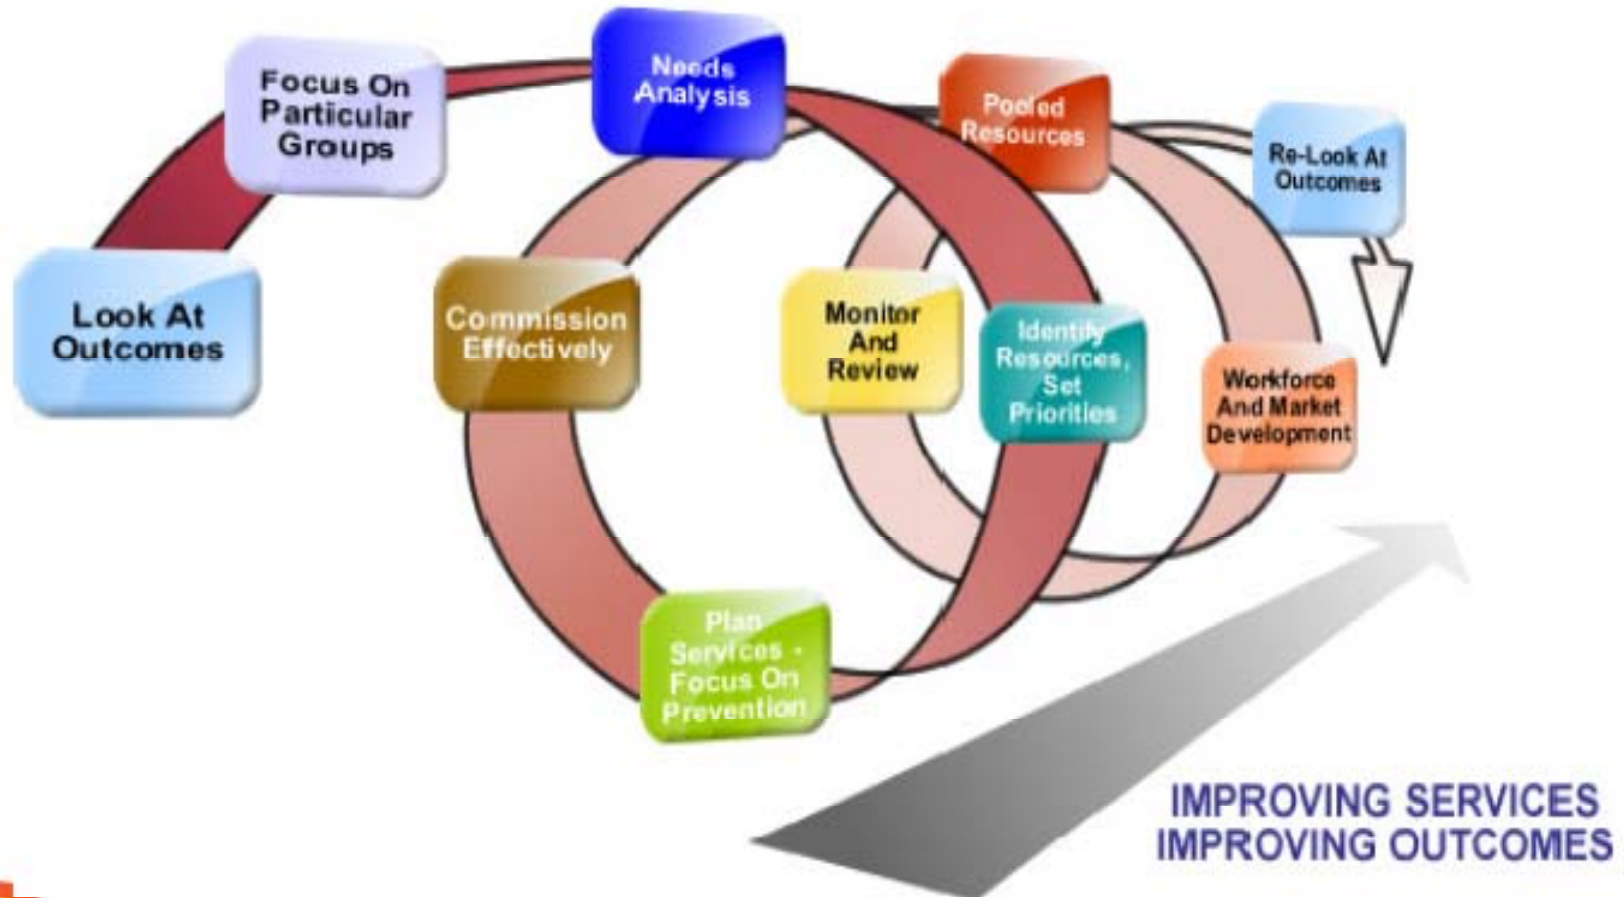 Look At
Outcomes
Focus On
Particular
Groups
Needs
Analysis
Identify
Resources,
Set
Priorities
Plan
Services -
Focus On
Prevention
Commission
Effectively
Pooled
Resources
Workforce
And Market
Development
Monitor
And
Review
Re-Look At
Outcomes
IMPROVING SERVICES
IMPROVING OUTCOMES